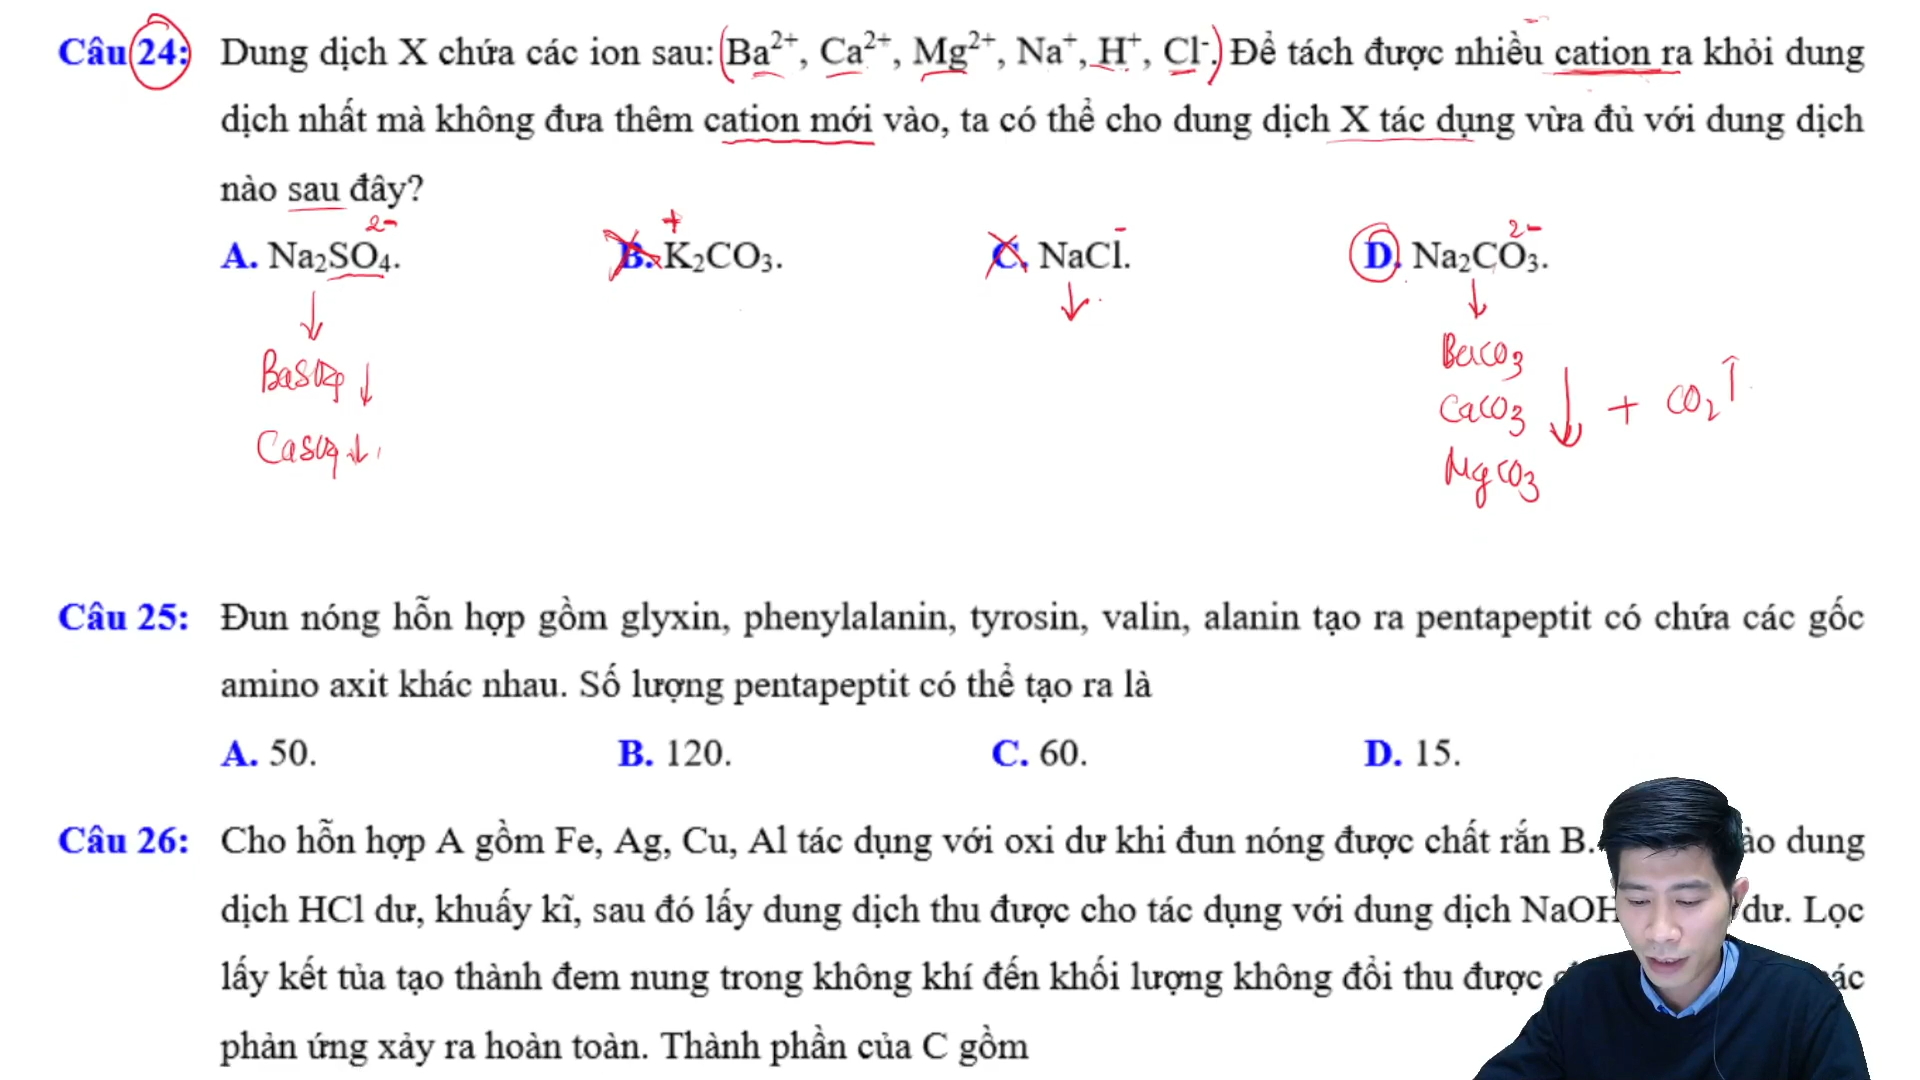 Câu 24: Dung dịch X chứa các ion sau: (Ba²⁺, Ca²⁺, Mg²⁺, Na⁺, H⁺, Cl⁻.) Để tách được nhiều cation ra khỏi dung
dịch nhất mà không đưa thêm cation mới vào, ta có thể cho dung dịch X tác dụng vừa đủ với dung dịch
nào sau đây?
2- + - 2-
A. Na₂SO₄. B. K₂CO₃. C. NaCl. D. Na₂CO₃.
↓ ↓ ↓
BaSO₄ ↓ BaCO₃
CaSO₄ ↓ CaCO₃ ↓ + CO₂ ↑
MgCO₃
Câu 25: Đun nóng hỗn hợp gồm glyxin, phenylalanin, tyrosin, valin, alanin tạo ra pentapeptit có chứa các gốc
amino axit khác nhau. Số lượng pentapeptit có thể tạo ra là
A. 50. B. 120. C. 60. D. 15.
Câu 26: Cho hỗn hợp A gồm Fe, Ag, Cu, Al tác dụng với oxi dư khi đun nóng được chất rắn B. dung
dịch HCl dư, khuấy kĩ, sau đó lấy dung dịch thu được cho tác dụng với dung dịch NaOH dư. Lọc
lấy kết tủa tạo thành đem nung trong không khí đến khối lượng không đổi thu được
phản ứng xảy ra hoàn toàn. Thành phần của C gồm